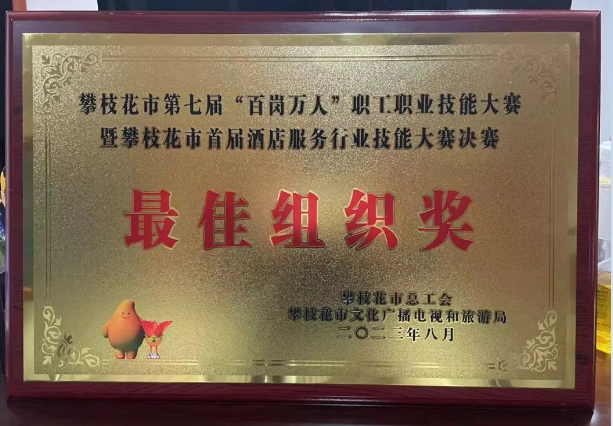 攀枝花市第七届“百岗万人”职工职业技能大赛
暨攀枝花市首届酒店服务行业技能大赛决赛
最佳组织奖
攀枝花市总工会
攀枝花市文化广播电视和旅游局
二〇二三年八月